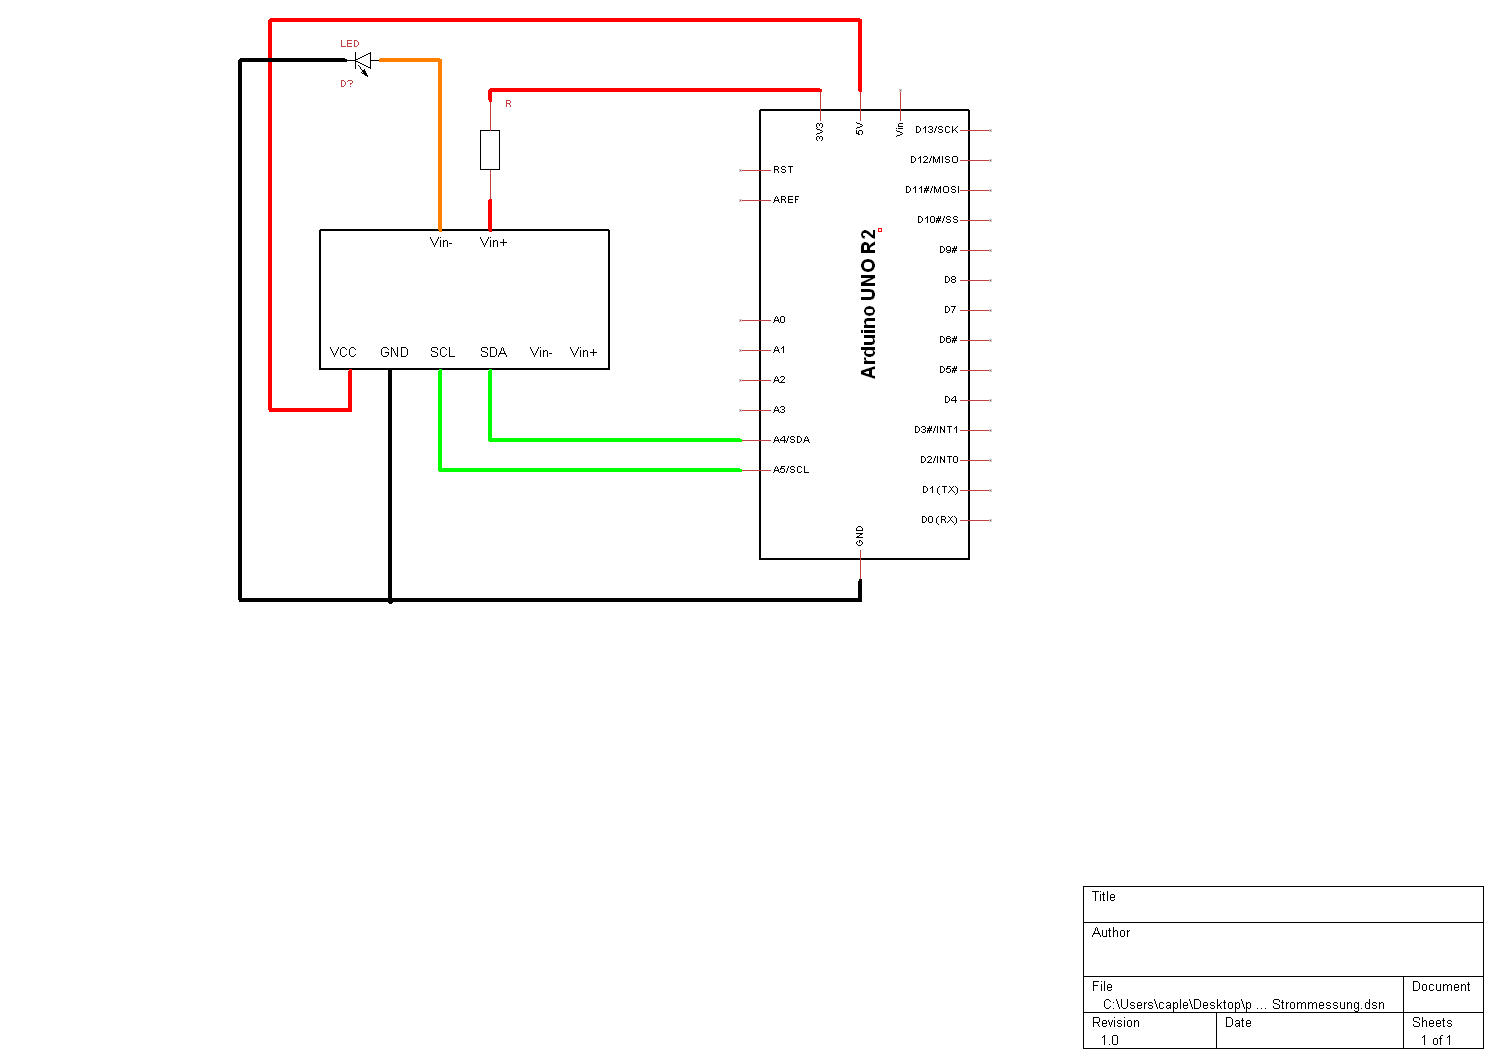 LED
D?
R
3V3
5V
Vin
D13/SCK
D12/MISO
RST
D11#/MOSI
AREF
D10#/SS
Vin-
Vin+
Arduino UNO R2
D9#
D8
D7
A0
D6#
VCC
GND
SCL
SDA
Vin-
Vin+
A1
D5#
A2
D4
A3
D3#/INT1
A4/SDA
D2/INT0
A5/SCL
D1(TX)
D0(RX)
GND
Title
Author
File
Document
C:\Users\caple\Desktop\p ... Strommessung.dsn
Revision
Date
Sheets
1.0
1 of 1